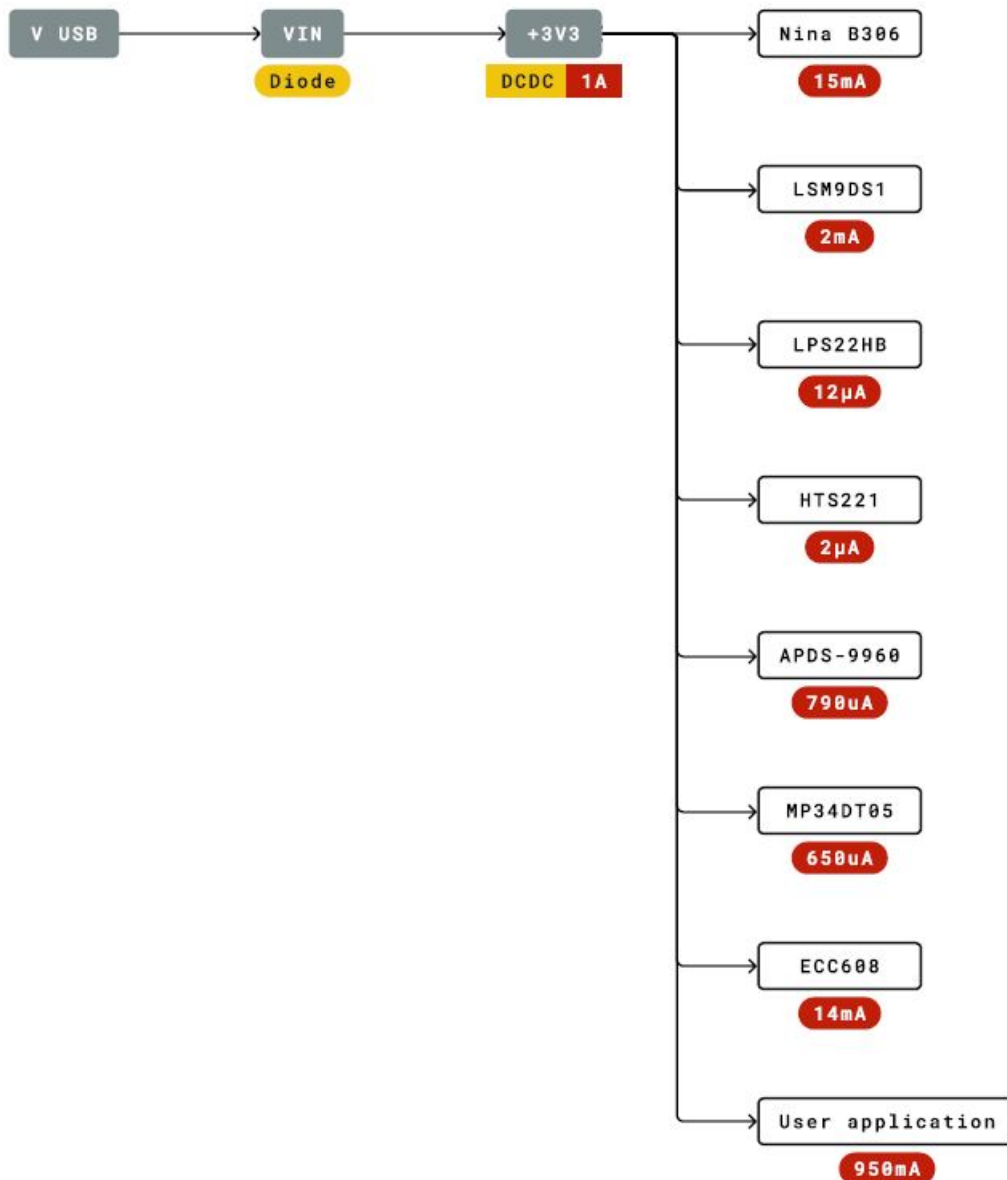 V USB
VIN
+3V3
Nina B306
Diode
DCDC 1A
15mA
LSM9DS1
2mA
LPS22HB
12µA
HTS221
2µA
APDS-9960
790uA
MP34DT05
650uA
ECC608
14mA
User application
950mA